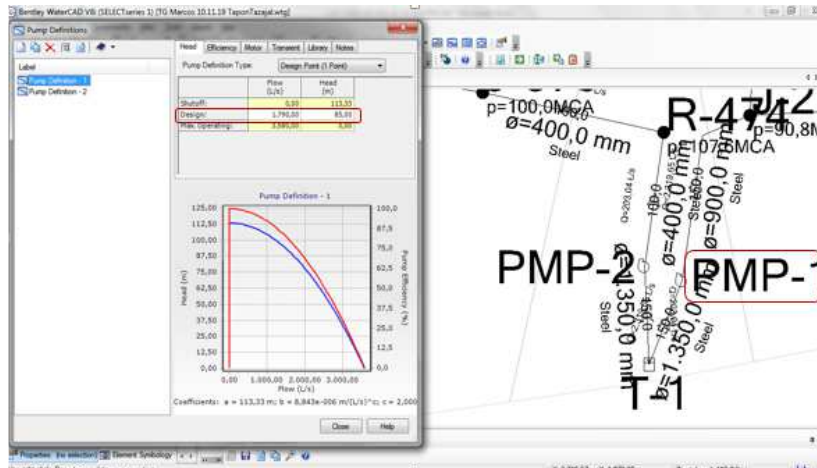 Bentley WaterCAD V8i (SELECTseries 1) [TG Marcos 10.11.19 TaponTazajal.wtg]
Pump Definitions
Label
Pump Definition - 1
Pump Definition - 2
Head Efficiency Motor Transient Library Notes
Pump Definition Type: Design Point (1 Point)
Flow (L/s) Head (m)
Shutoff: 0,00 113,33
Design: 1.790,00 85,00
Max. Operating: 3.580,00 0,00
Pump Definition - 1
Head (m)
125,00
112,50
100,00
87,50
75,00
62,50
50,00
37,50
25,00
12,50
0,00
100,0
87,5
75,0
62,5
50,0
37,5
25,0
12,5
0,0
Pump Efficiency (%)
0,00 1.000,00 2.000,00 3.000,00
Flow (L/s)
Coefficients: a = 113,33 m; b = 8,843e-006 m/(L/s)^c; c = 2,000
Close Help
Properties (no selection) Element Symbology
p=100,0MCA
ø=400,0 mm
Steel
R-474
p=107,6MCA
p=90,8M
Q=203,04 L/s
ø=400,0 mm
Steel
ø=900,0 mm
Steel
PMP-2
PMP-1
ø=1.350,0 mm
Steel
ø=1.350,0 mm
Steel
T-1